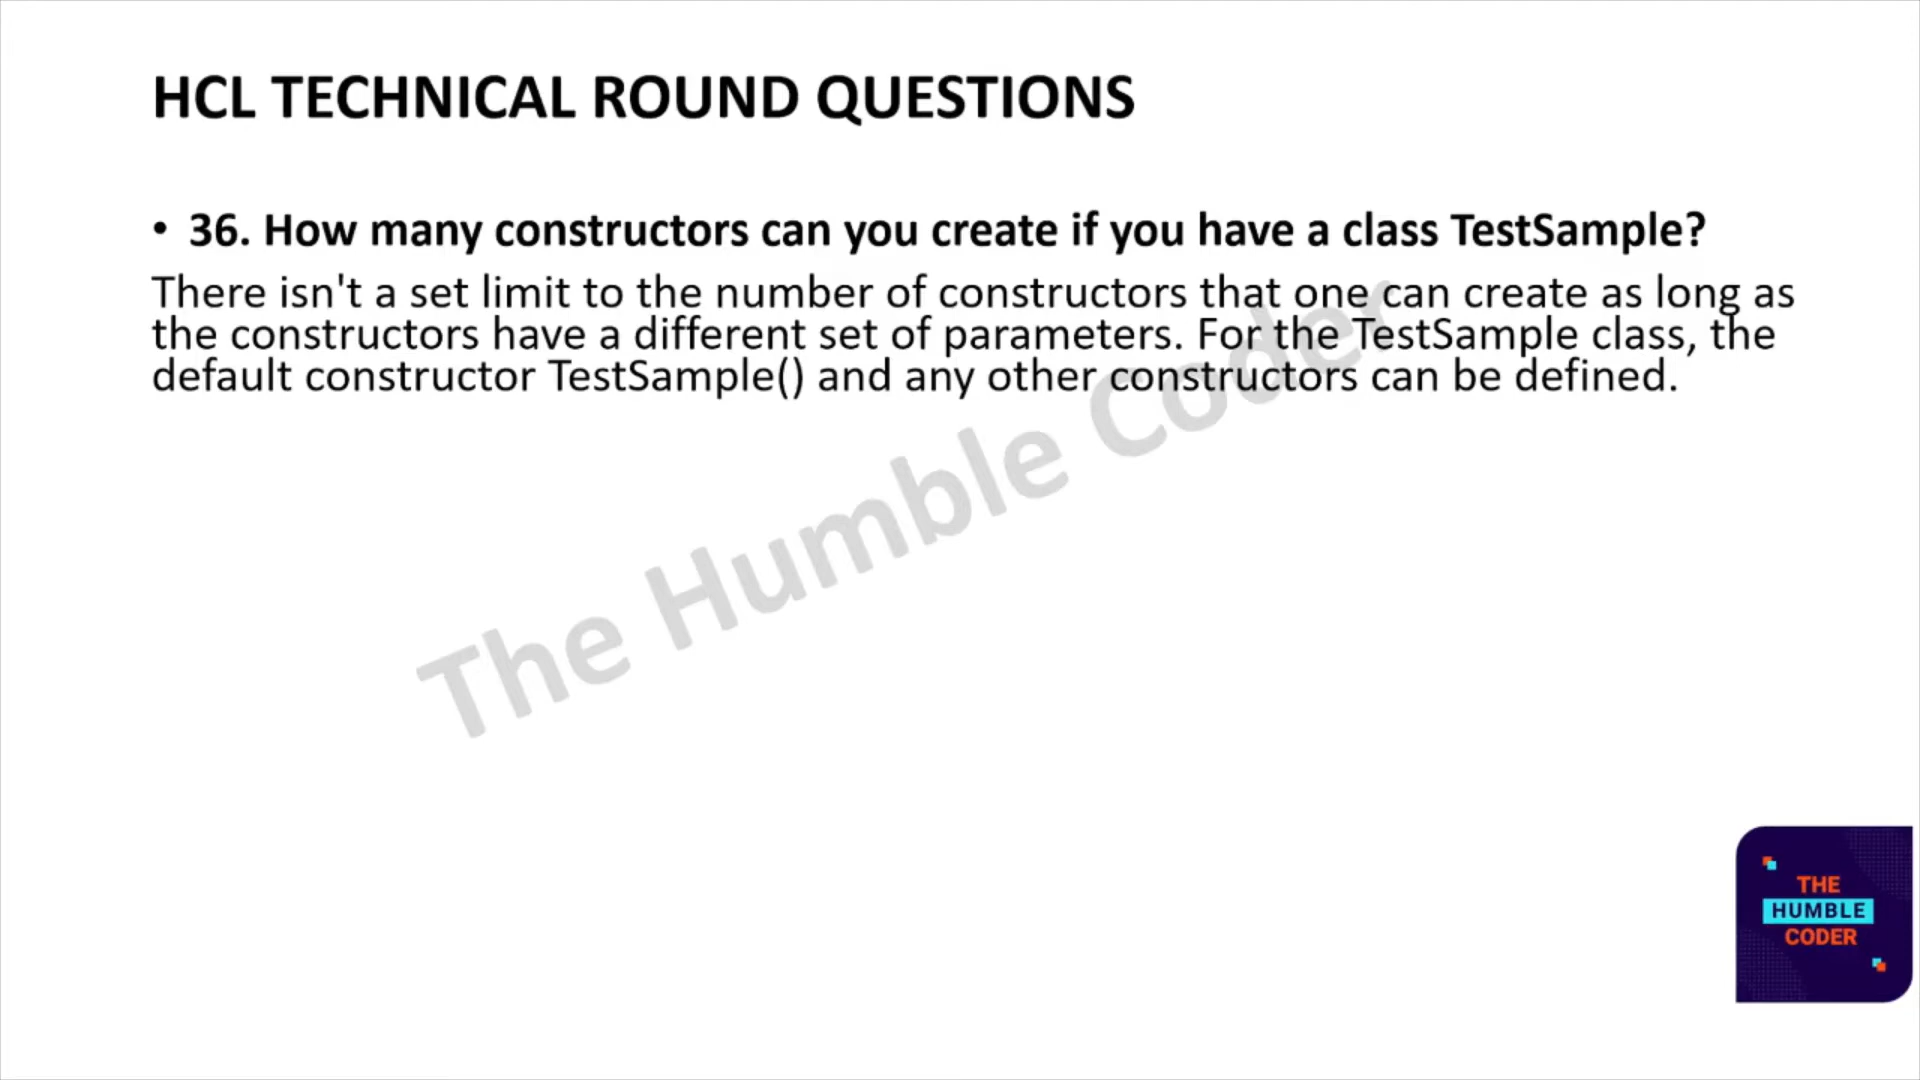 HCL TECHNICAL ROUND QUESTIONS
• 36. How many constructors can you create if you have a class TestSample?
There isn't a set limit to the number of constructors that one can create as long as
the constructors have a different set of parameters. For the TestSample class, the
default constructor TestSample() and any other constructors can be defined.
The Humble Coder
THE
HUMBLE
CODER